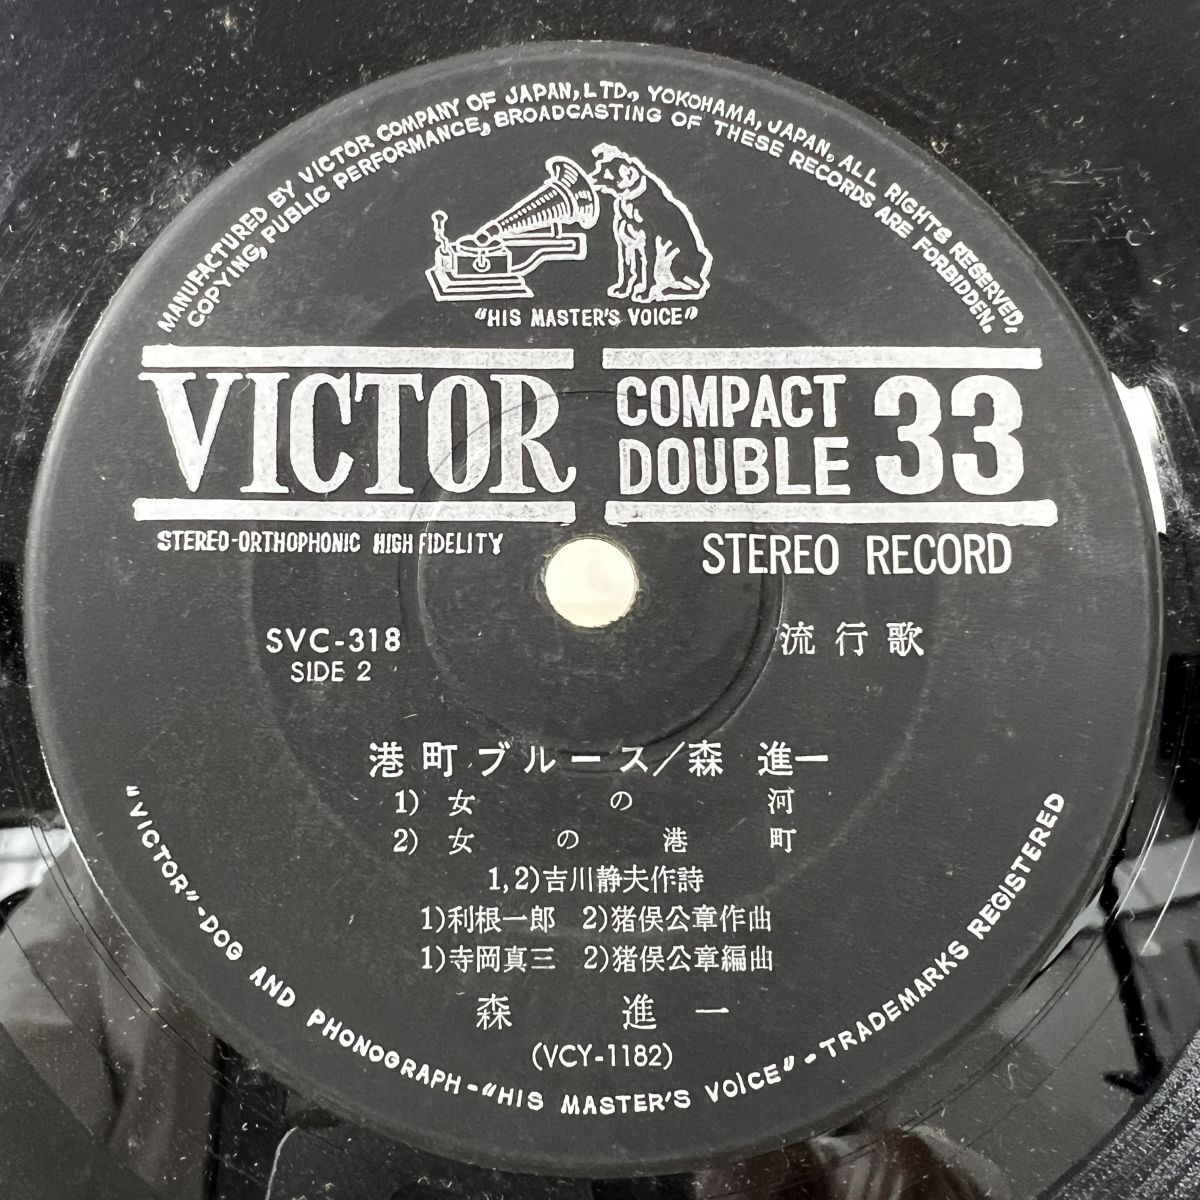 MANUFACTURED BY VICTOR COMPANY OF JAPAN, LTD., YOKOHAMA, JAPAN, ALL RIGHTS RESERVED,
COPYING, PUBLIC PERFORMANCE, BROADCASTING OF THESE RECORDS ARE FORBIDDEN.
"HIS MASTER'S VOICE"
VICTOR
COMPACT
DOUBLE 33
STEREO-ORTHOPHONIC HIGH FIDELITY
STEREO RECORD
SVC-318
SIDE 2
流行歌
港町ブルース/森 進一
1) 女の河
2) 女の港町
1,2)吉川静夫作詩
1)利根一郎 2)猪俣公章作曲
1)寺岡真三 2)猪俣公章編曲
森 進一
(VCY-1182)
"VICTOR"-DOG AND PHONOGRAPH-"HIS MASTER'S VOICE"-TRADEMARKS REGISTERED